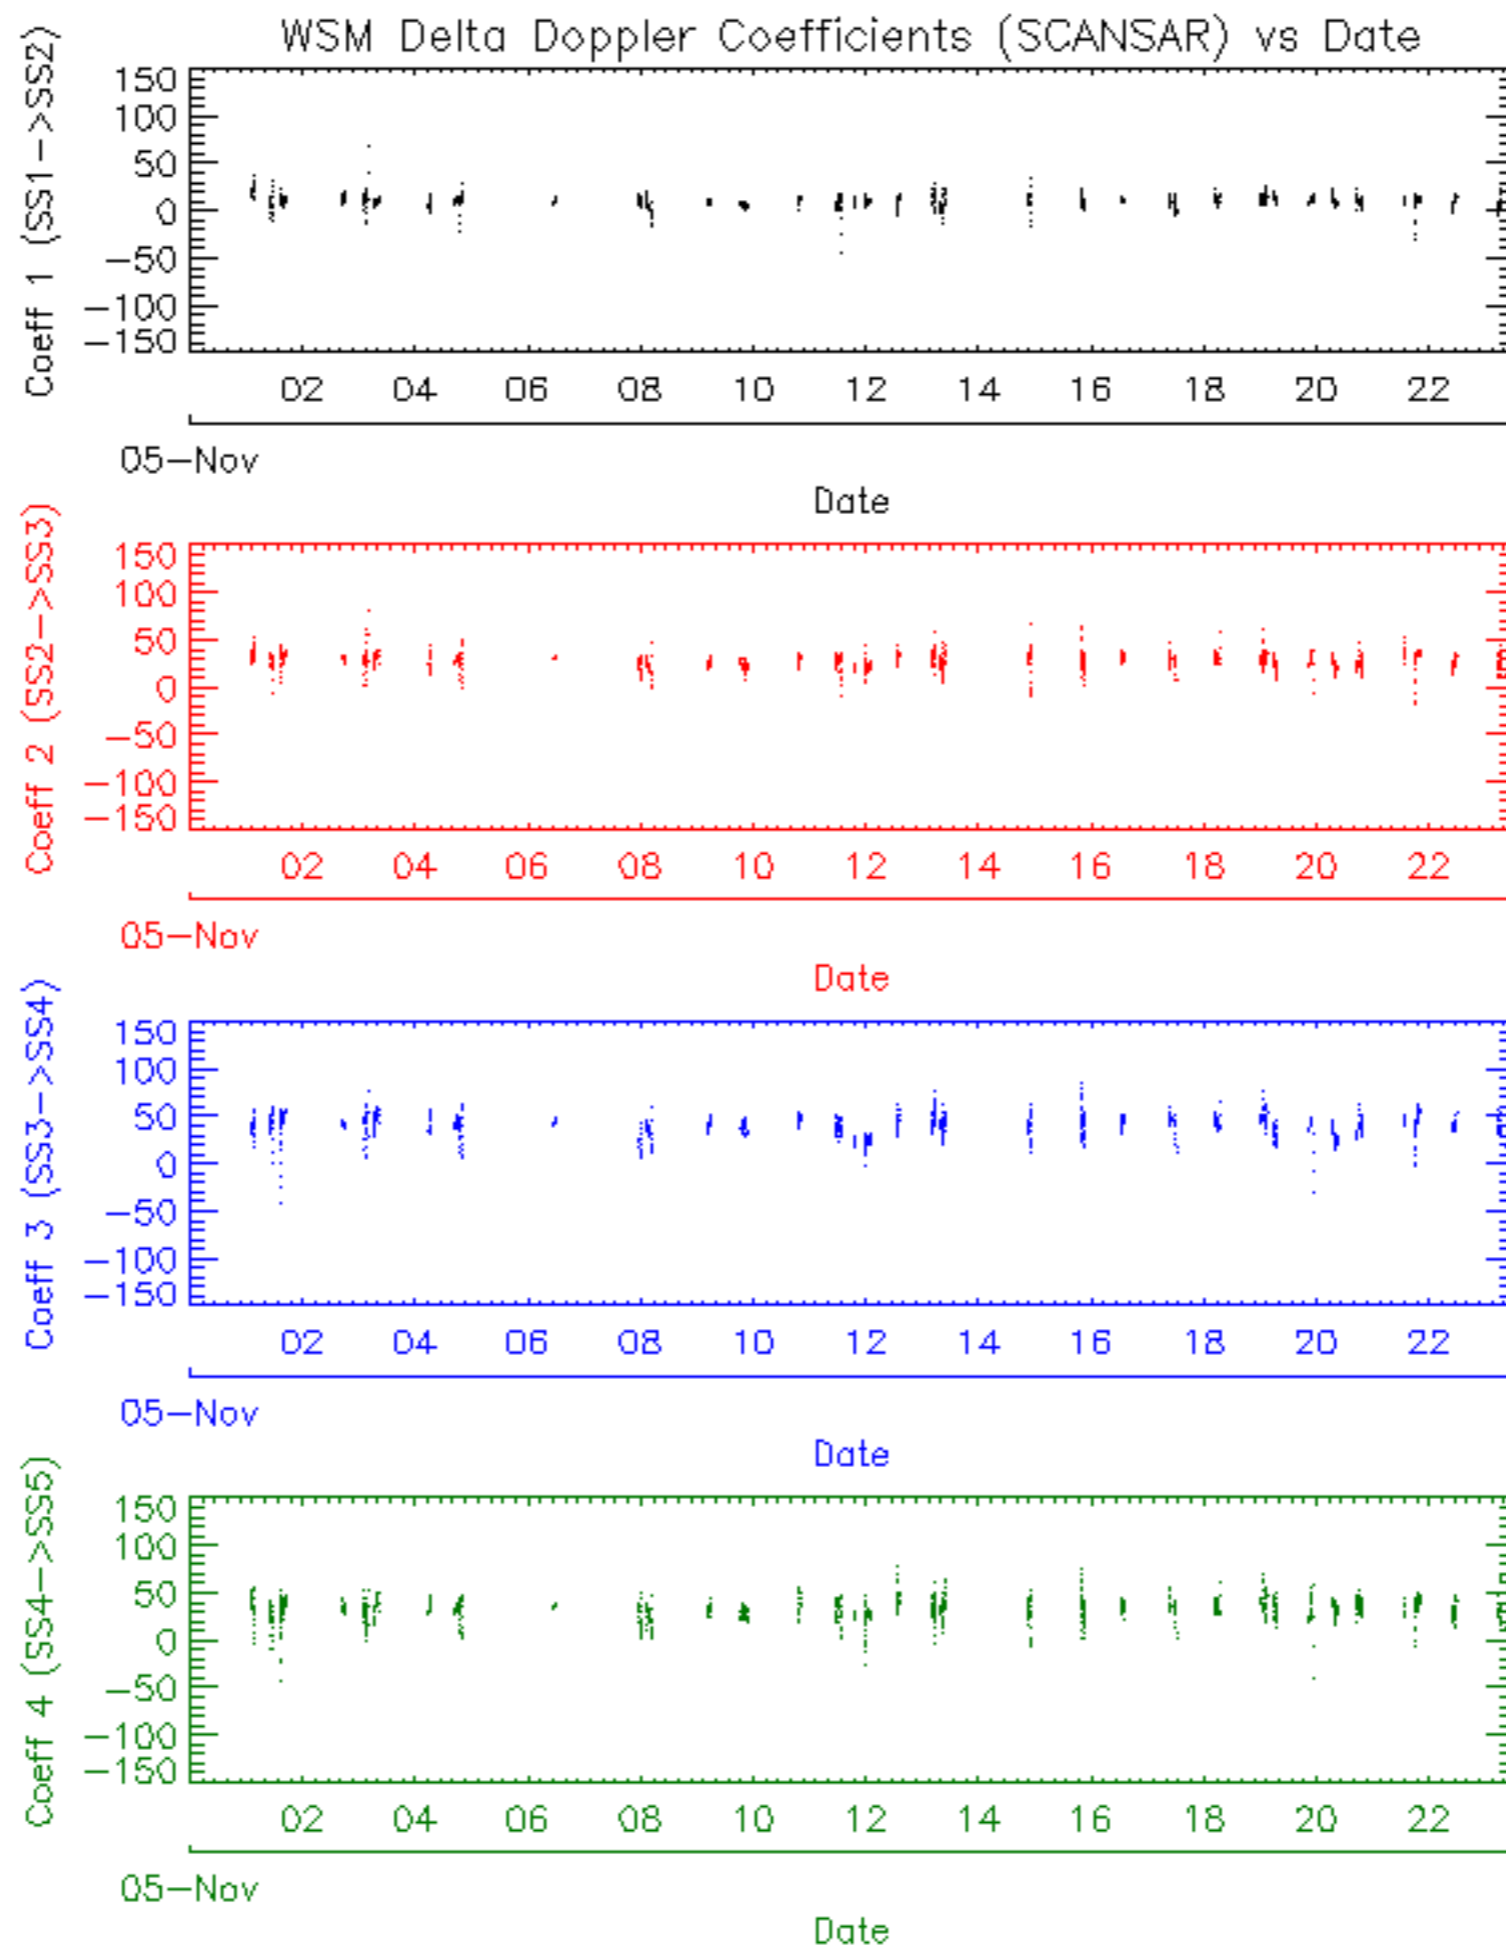 WSM Delta Doppler Coefficients (SCANSAR) vs Date
Coeff 1 (SS1->SS2)
150
100
50
0
-50
-100
-150
02 04 06 08 10 12 14 16 18 20 22
05-Nov
Date
Coeff 2 (SS2->SS3)
150
100
50
0
-50
-100
-150
02 04 06 08 10 12 14 16 18 20 22
05-Nov
Date
Coeff 3 (SS3->SS4)
150
100
50
0
-50
-100
-150
02 04 06 08 10 12 14 16 18 20 22
05-Nov
Date
Coeff 4 (SS4->SS5)
150
100
50
0
-50
-100
-150
02 04 06 08 10 12 14 16 18 20 22
05-Nov
Date